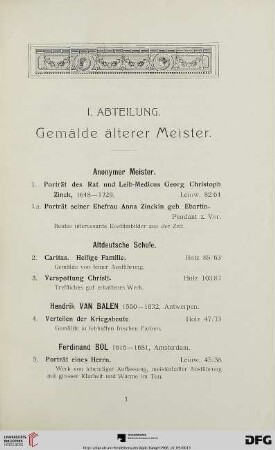 I. ABTEILUNG.
Gemälde älterer Meister.
Anonymer Meister.
1. Porträt des Rat und Leib-Medicus Georg Christoph
Zinck, 1648—1729. Leinw. 82/64
1a. Porträt seiner Ehefrau Anna Zinckin geb. Ebertin.
Pendant z. Vor.
Beides interessante Kostümbilder aus der Zeit.
Altdeutsche Schule.
2. Caritas. Heilige Familie. Holz 85/63
Gemälde von feiner Ausführung.
3. Verspottung Christi. Holz 103/82
Treffliches gut erhaltenes Werk.
Hendrik VAN BALEN 1560—1632, Antwerpen.
4. Verteilen der Kriegsbeute. Holz 47/73
Gemälde in lebhaften frischen Farben.
Ferdinand BOL 1616—1681, Amsterdam.
5. Porträt eines Herrn. Leinw. 45/36
Werk von lebendiger Auffassung, meisterhafter Ausführung
mit grosser Klarheit und Wärme im Ton.
1